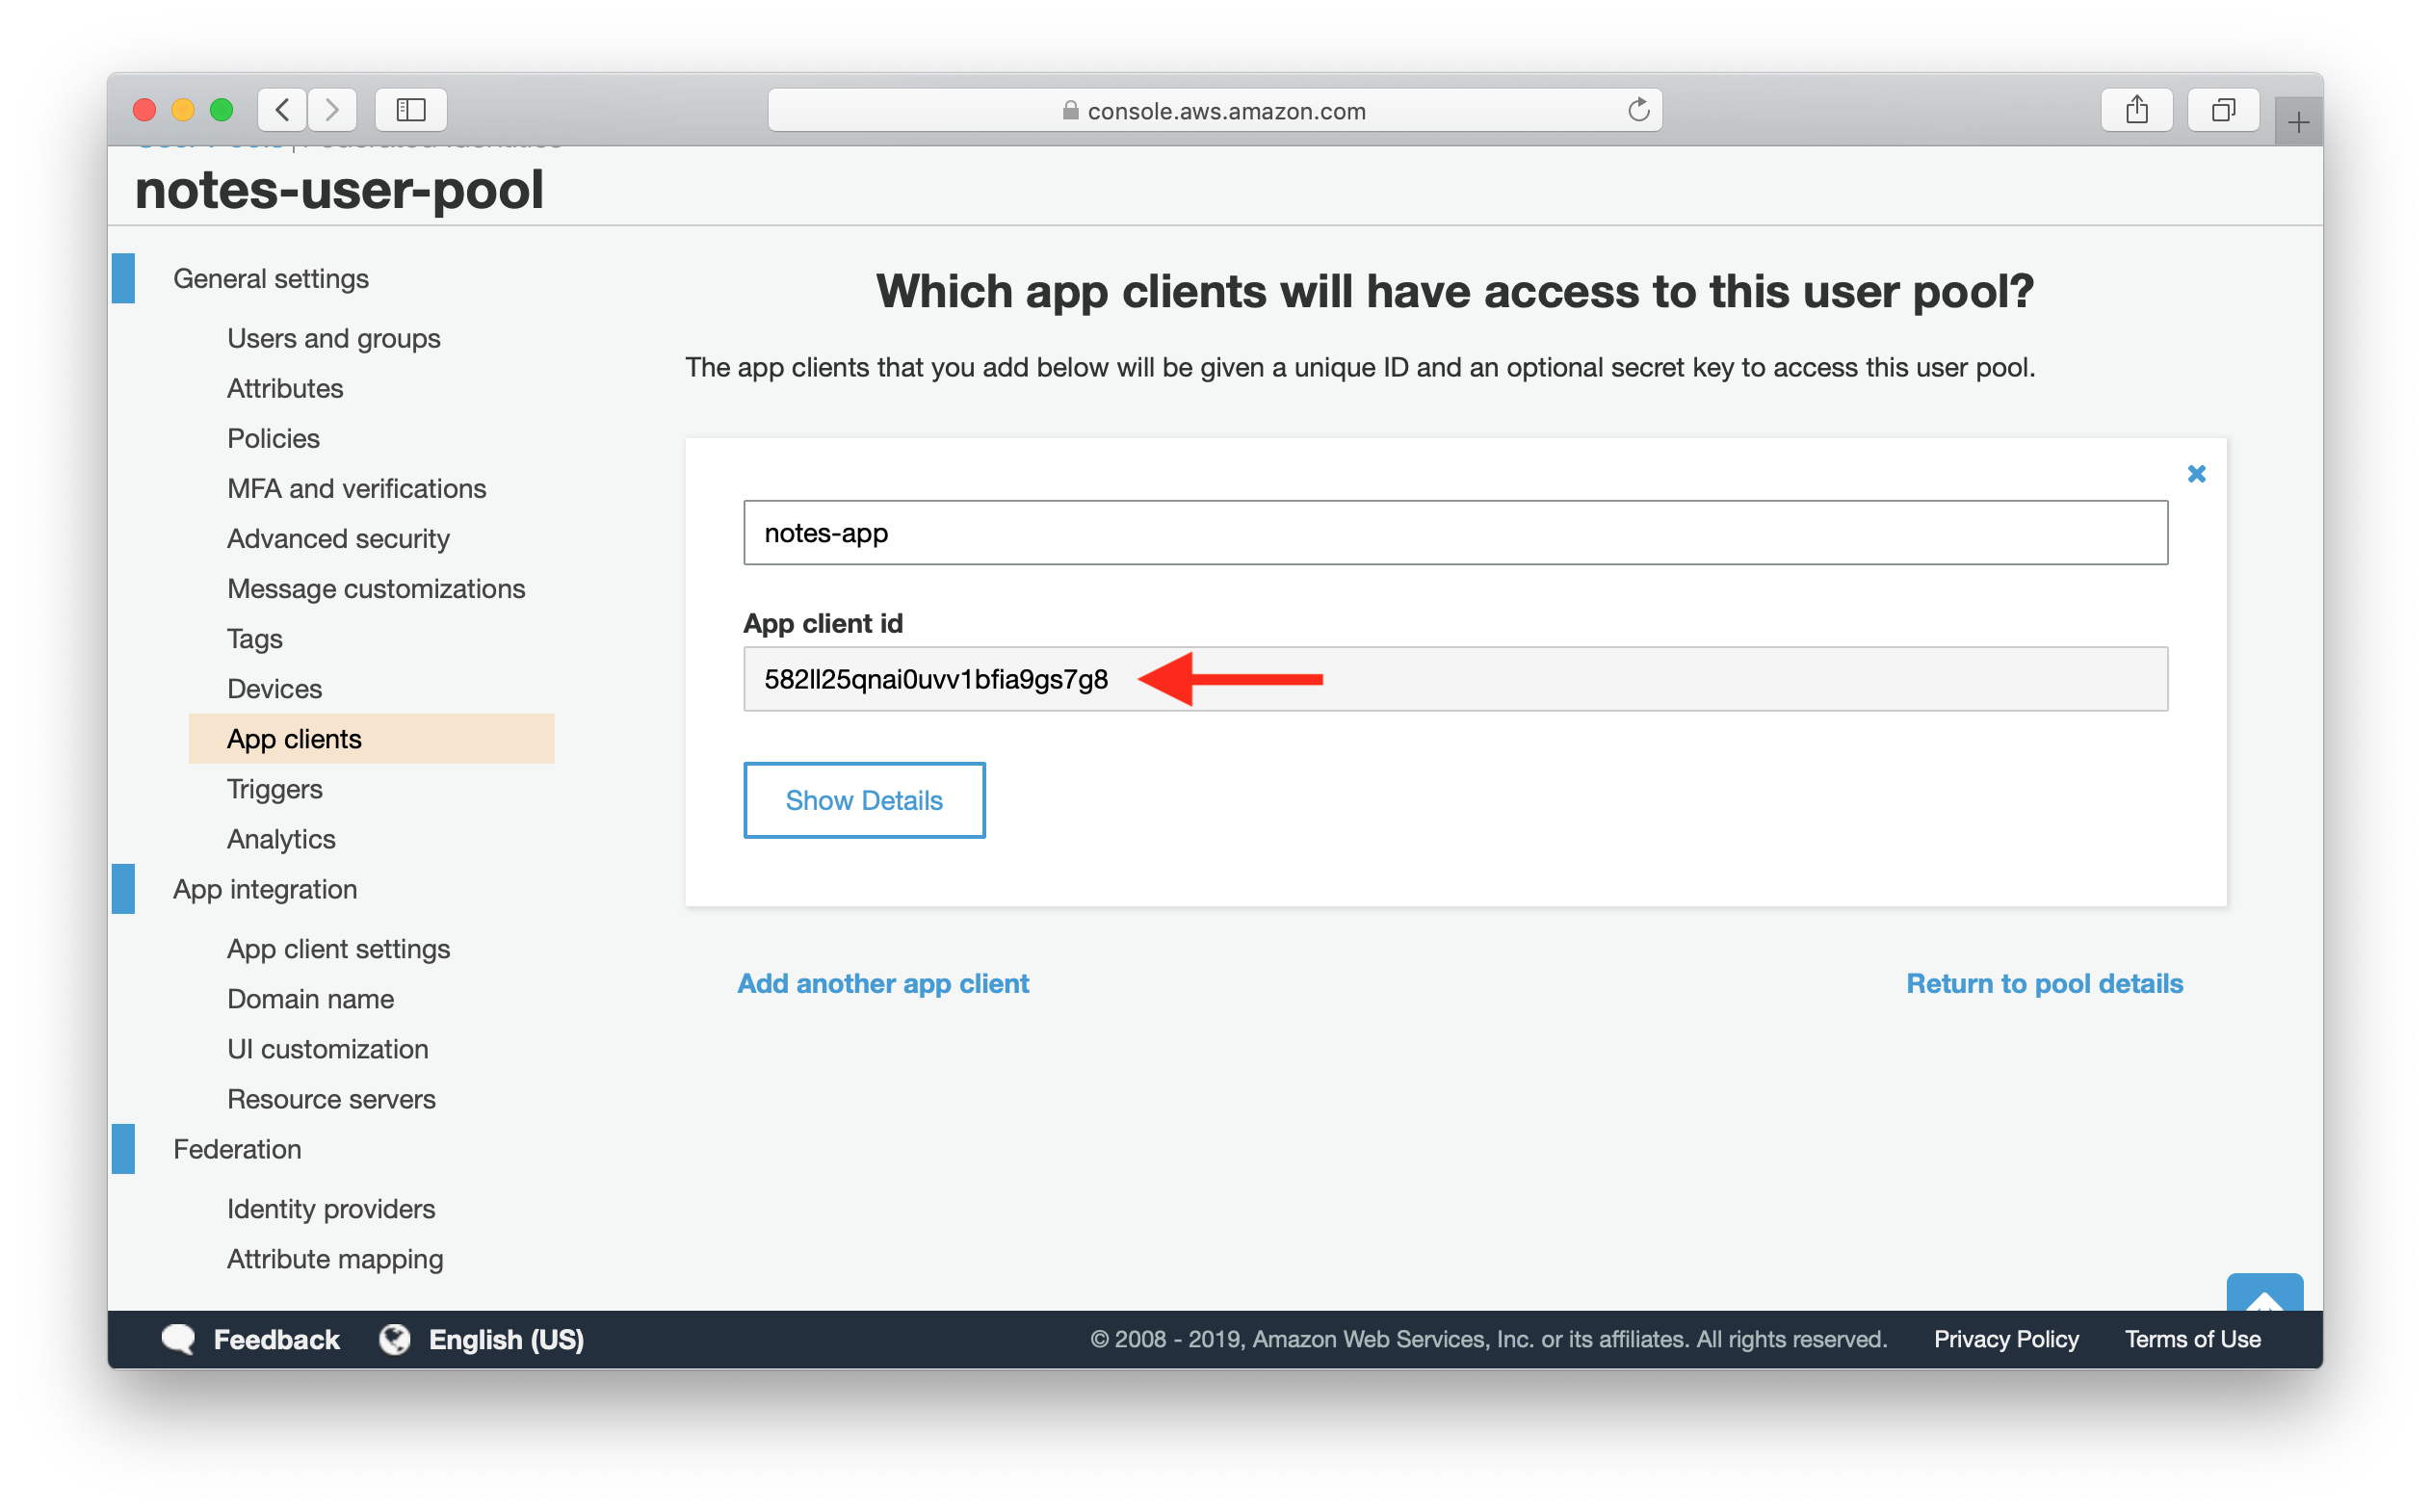 console.aws.amazon.com
notes-user-pool
General settings
Users and groups
Attributes
Policies
MFA and verifications
Advanced security
Message customizations
Tags
Devices
App clients
Triggers
Analytics
App integration
App client settings
Domain name
UI customization
Resource servers
Federation
Identity providers
Attribute mapping
Which app clients will have access to this user pool?
The app clients that you add below will be given a unique ID and an optional secret key to access this user pool.
notes-app
App client id
582ll25qnai0uvv1bfia9gs7g8
Show Details
Add another app client
Return to pool details
Feedback
English (US)
© 2008 - 2019, Amazon Web Services, Inc. or its affiliates. All rights reserved.
Privacy Policy
Terms of Use